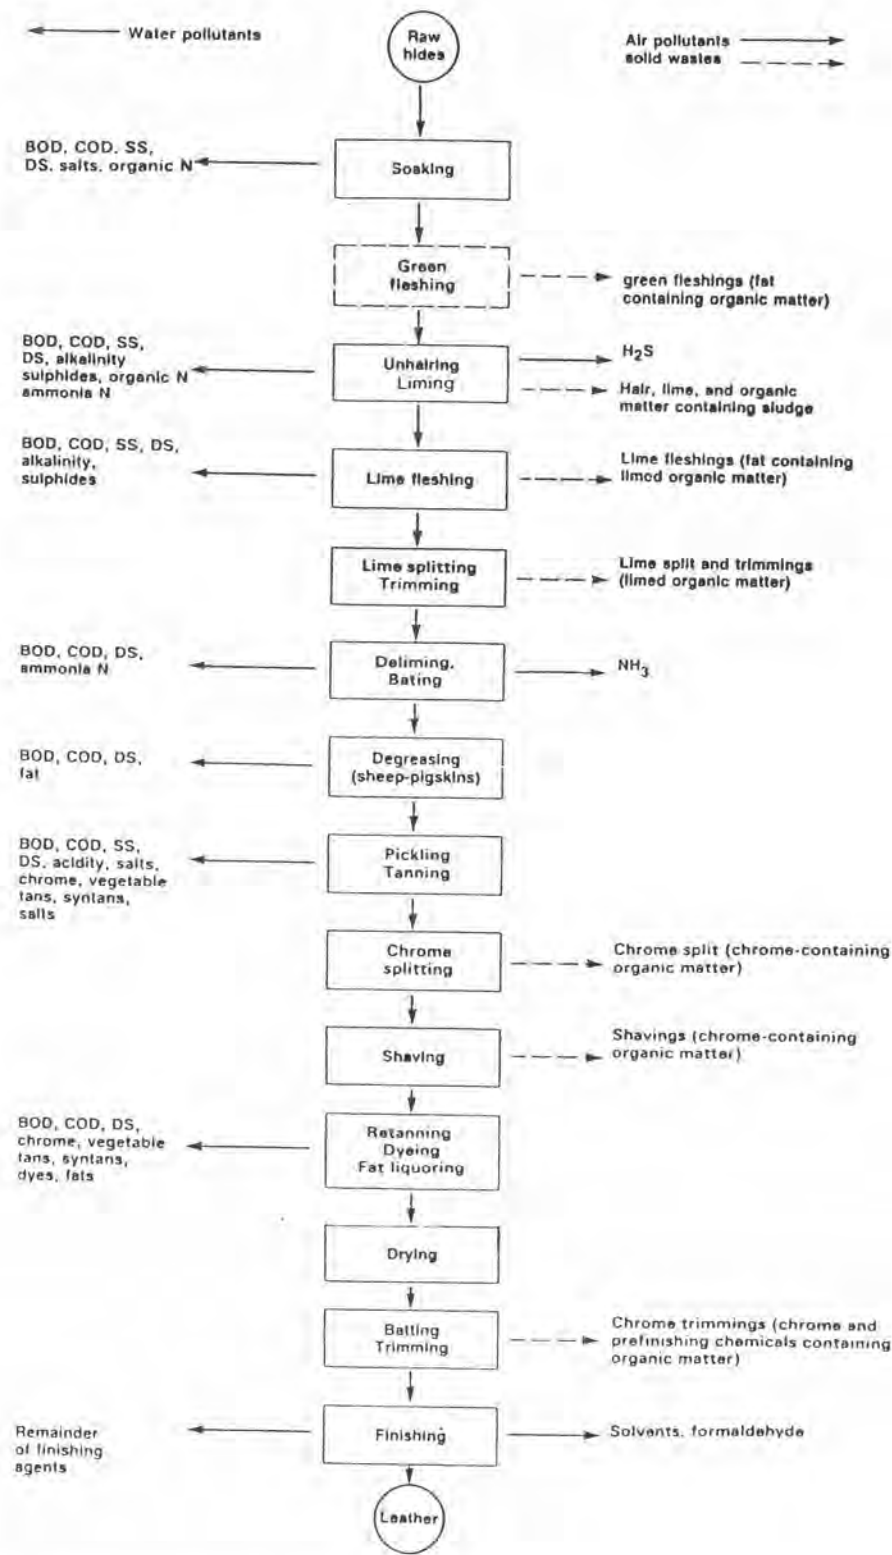 Water pollutants
Raw
hides
Air pollutants
solid wastes
BOD, COD, SS,
DS, salts, organic N
Soaking
Green
fleshing
green fleshings (fat
containing organic matter)
BOD, COD, SS,
DS, alkalinity
sulphides, organic N
ammonia N
Unhairing
Liming
H₂S
Hair, lime, and organic
matter containing sludge
BOD, COD, SS, DS,
alkalinity,
sulphides
Lime fleshing
Lime fleshings (fat containing
limed organic matter)
Lime splitting
Trimming
Lime split and trimmings
(limed organic matter)
BOD, COD, DS,
ammonia N
Deliming,
Bating
NH₃
BOD, COD, DS,
fat
Degreasing
(sheep-pigskins)
BOD, COD, SS,
DS, acidity, salts,
chrome, vegetable
tans, syntans,
salts
Pickling
Tanning
Chrome
splitting
Chrome split (chrome-containing
organic matter)
Shaving
Shavings (chrome-containing
organic matter)
BOD, COD, DS,
chrome, vegetable
tans, syntans,
dyes, fats
Retanning
Dyeing
Fat liquoring
Drying
Batting
Trimming
Chrome trimmings (chrome and
prefinishing chemicals containing
organic matter)
Remainder
of finishing
agents
Finishing
Solvents, formaldehyde
Leather